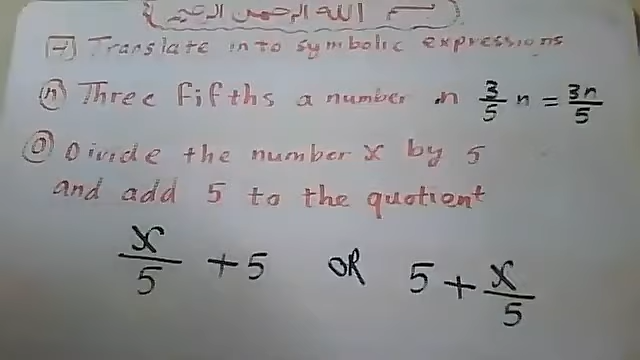 بسم الله الرحمن الرحيم
7- Translate into symbolic expressions
(n) Three fifths a number n 3/5 n = 3n/5
(o) Divide the number x by 5
and add 5 to the quotient
x/5 + 5 OR 5 + x/5